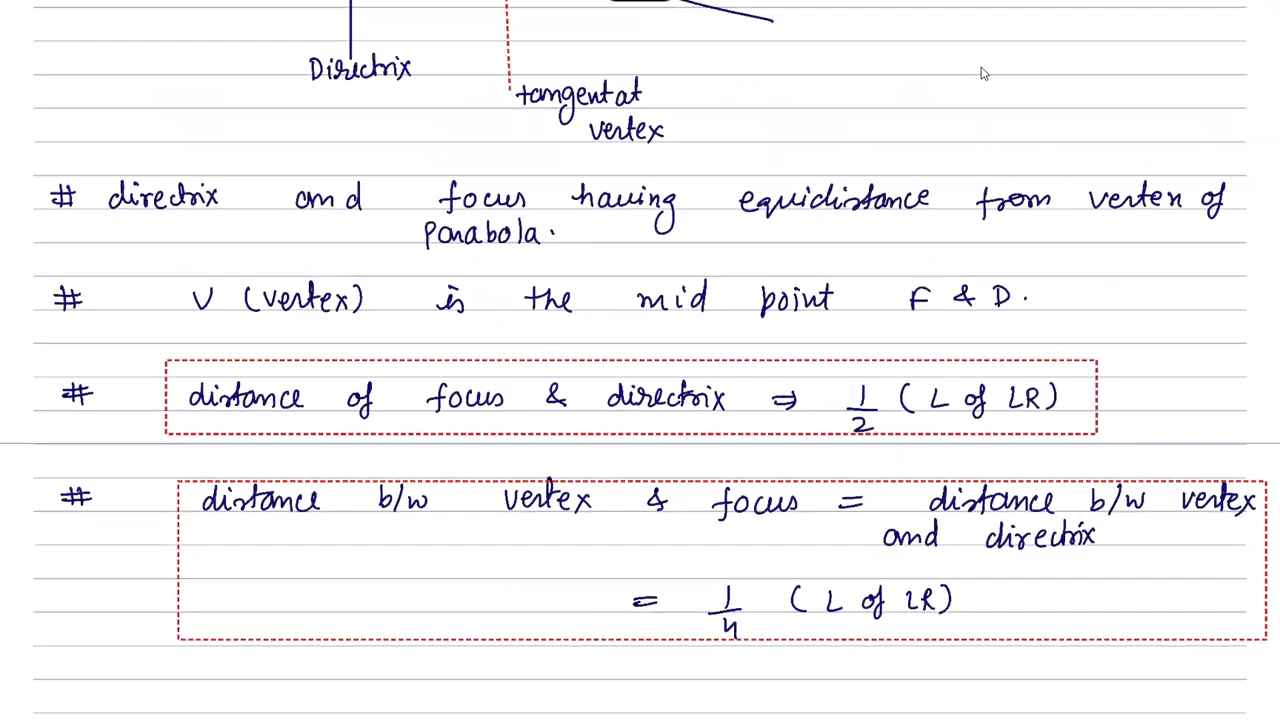 Directrix
tangent at
vertex
# directrix and focus having equidistance from vertex of
parabola.
# V (vertex) is the mid point F & D.
# distance of focus & directrix ⇒ 1/2 (L of LR)
# distance b/w vertex & focus = distance b/w vertex
and directrix
= 1/4 (L of LR)